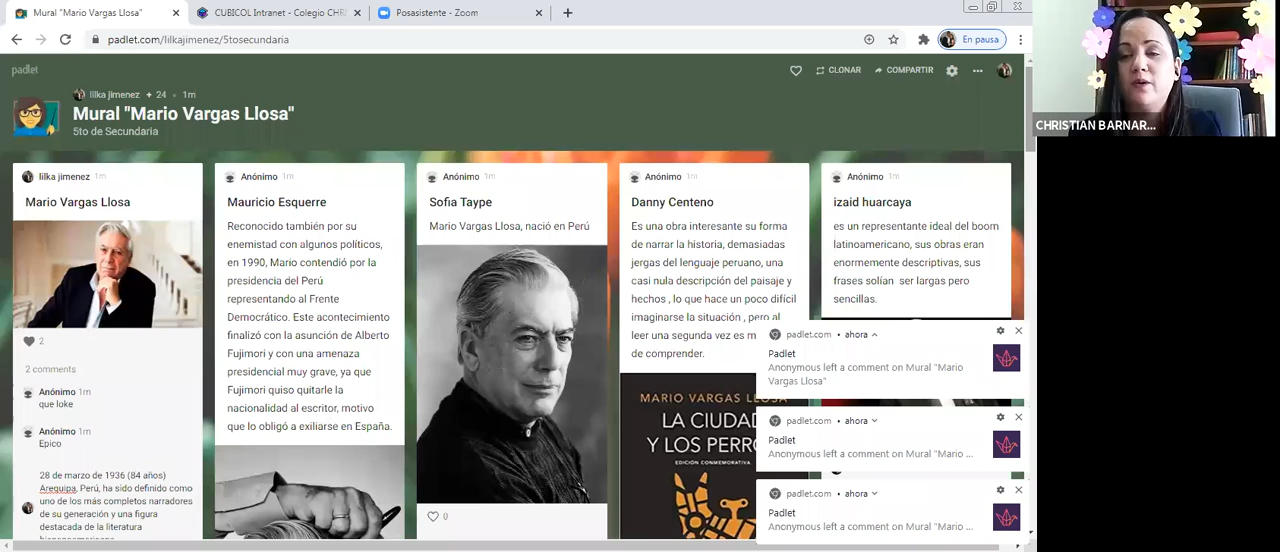 Mural "Mario Vargas Llosa"
CUBICOL Intranet - Colegio CHRI
Posasistente - Zoom
padlet.com/lilkajimenez/5tosecundaria
En pausa
padlet
CLONAR
COMPARTIR
lilka jimenez + 24 • 1m
Mural "Mario Vargas Llosa"
5to de Secundaria
CHRISTIAN BARNAR...
lilka jimenez 1m
Mario Vargas Llosa
2
2 comments
Anónimo 1m
que loke
Anónimo 1m
Epico
28 de marzo de 1936 (84 años)
Arequipa, Perú, ha sido definido como
uno de los más completos narradores
de su generación y una figura
destacada de la literatura
Anónimo 1m
Mauricio Esquerre
Reconocido también por su
enemistad con algunos políticos,
en 1990, Mario contendió por la
presidencia del Perú
representando al Frente
Democrático. Este acontecimiento
finalizó con la asunción de Alberto
Fujimori y con una amenaza
presidencial muy grave, ya que
Fujimori quiso quitarle la
nacionalidad al escritor, motivo
que lo obligó a exiliarse en España.
Anónimo 1m
Sofia Taype
Mario Vargas Llosa, nació en Perú
0
Anónimo 1m
Danny Centeno
Es una obra interesante su forma
de narrar la historia, demasiadas
jergas del lenguaje peruano, una
casi nula descripción del paisaje y
hechos , lo que hace un poco difícil
imaginarse la situación , pero al
leer una segunda vez es m
de comprender.
MARIO VARGAS LLOSA
LA CIUDAD
Y LOS PERRO
EDICIÓN CONMEMORATIVA
Anónimo 1m
izaid huarcaya
es un representante ideal del boom
latinoamericano, sus obras eran
enormemente descriptivas, sus
frases solían ser largas pero
sencillas.
padlet.com • ahora
Padlet
Anonymous left a comment on Mural "Mario
Vargas Llosa"
padlet.com • ahora
Padlet
Anonymous left a comment on Mural "Mario ...
padlet.com • ahora
Padlet
Anonymous left a comment on Mural "Mario ...